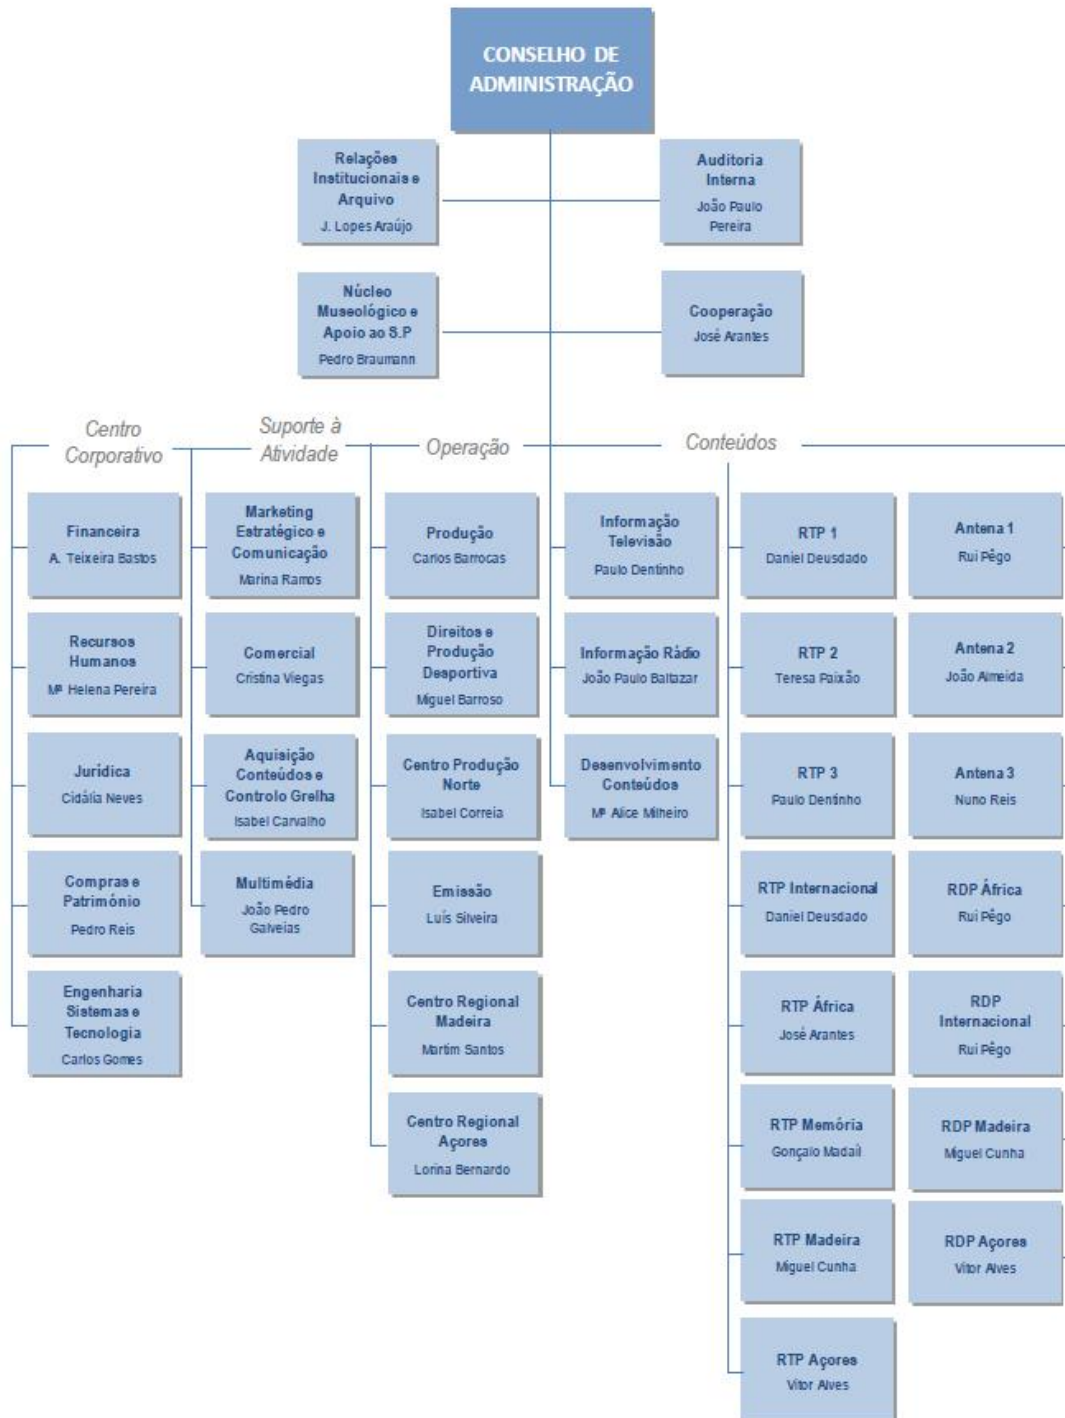 CONSELHO DE
ADMINISTRAÇÃO
Relações
Institucionais e
Arquivo
J. Lopes Araújo
Auditoria
Interna
João Paulo
Pereira
Núcleo
Museológico e
Apoio ao S.P
Pedro Braumann
Cooperação
José Arantes
Centro
Corporativo
Suporte à
Atividade
Operação
Conteúdos
Financeira
A. Teixeira Bastos
Recursos
Humanos
Mª Helena Pereira
Jurídica
Cidália Neves
Compras e
Património
Pedro Reis
Engenharia
Sistemas e
Tecnologia
Carlos Gomes
Marketing
Estratégico e
Comunicação
Marina Ramos
Comercial
Cristina Viegas
Aquisição
Conteúdos e
Controlo Grelha
Isabel Carvalho
Multimédia
João Pedro
Galveias
Produção
Carlos Barrocas
Direitos e
Produção
Desportiva
Miguel Barroso
Centro Produção
Norte
Isabel Correia
Emissão
Luís Silveira
Centro Regional
Madeira
Martim Santos
Centro Regional
Açores
Lorina Bernardo
Informação
Televisão
Paulo Dentinho
Informação Rádio
João Paulo Baltazar
Desenvolvimento
Conteúdos
Mª Alice Milheiro
RTP 1
Daniel Deusdado
RTP 2
Teresa Paixão
RTP 3
Paulo Dentinho
RTP Internacional
Daniel Deusdado
RTP África
José Arantes
RTP Memória
Gonçalo Madaíl
RTP Madeira
Miguel Cunha
RTP Açores
Vitor Alves
Antena 1
Rui Pêgo
Antena 2
João Almeida
Antena 3
Nuno Reis
RDP África
Rui Pêgo
RDP
Internacional
Rui Pêgo
RDP Madeira
Miguel Cunha
RDP Açores
Vitor Alves